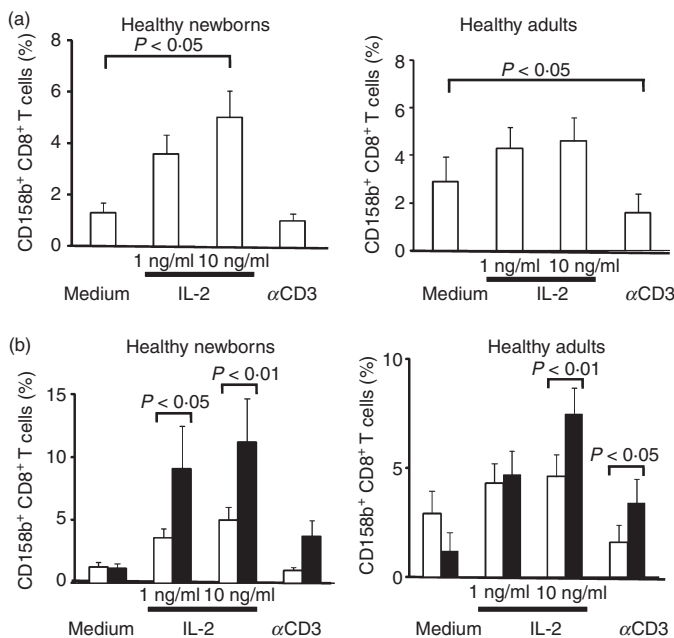 (a)
Healthy newborns
CD158b+ CD8+ T cells (%)
8
6
4
2
0
P < 0·05
1 ng/ml 10 ng/ml
Medium IL-2 αCD3
Healthy adults
CD158b+ CD8+ T cells (%)
8
6
4
2
0
P < 0·05
1 ng/ml 10 ng/ml
Medium IL-2 αCD3
(b)
Healthy newborns
CD158b+ CD8+ T cells (%)
15
10
5
0
P < 0·05
P < 0·01
1 ng/ml 10 ng/ml
Medium IL-2 αCD3
Healthy adults
CD158b+ CD8+ T cells (%)
10
5
0
P < 0·01
P < 0·05
1 ng/ml 10 ng/ml
Medium IL-2 αCD3